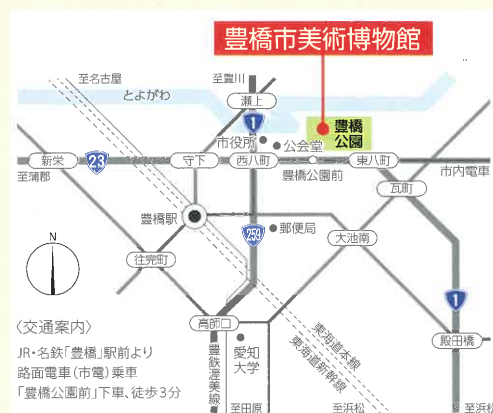 豊橋市美術博物館
至名古屋
至豊川
とよがわ
瀬上
1
豊橋
公園
市役所
公会堂
新栄
23
守下
西八町
東八町
豊橋公園前
市内電車
至蒲郡
瓦町
豊橋駅
259
郵便局
大池南
N
往完町
1
〈交通案内〉
高師口
東海道本線
東海道新幹線
殿田橋
JR・名鉄「豊橋」駅前より
路面電車(市電)乗車
「豊橋公園前」下車、徒歩3分
豊鉄渥美線
愛知
大学
至田原
至浜松
至浜松